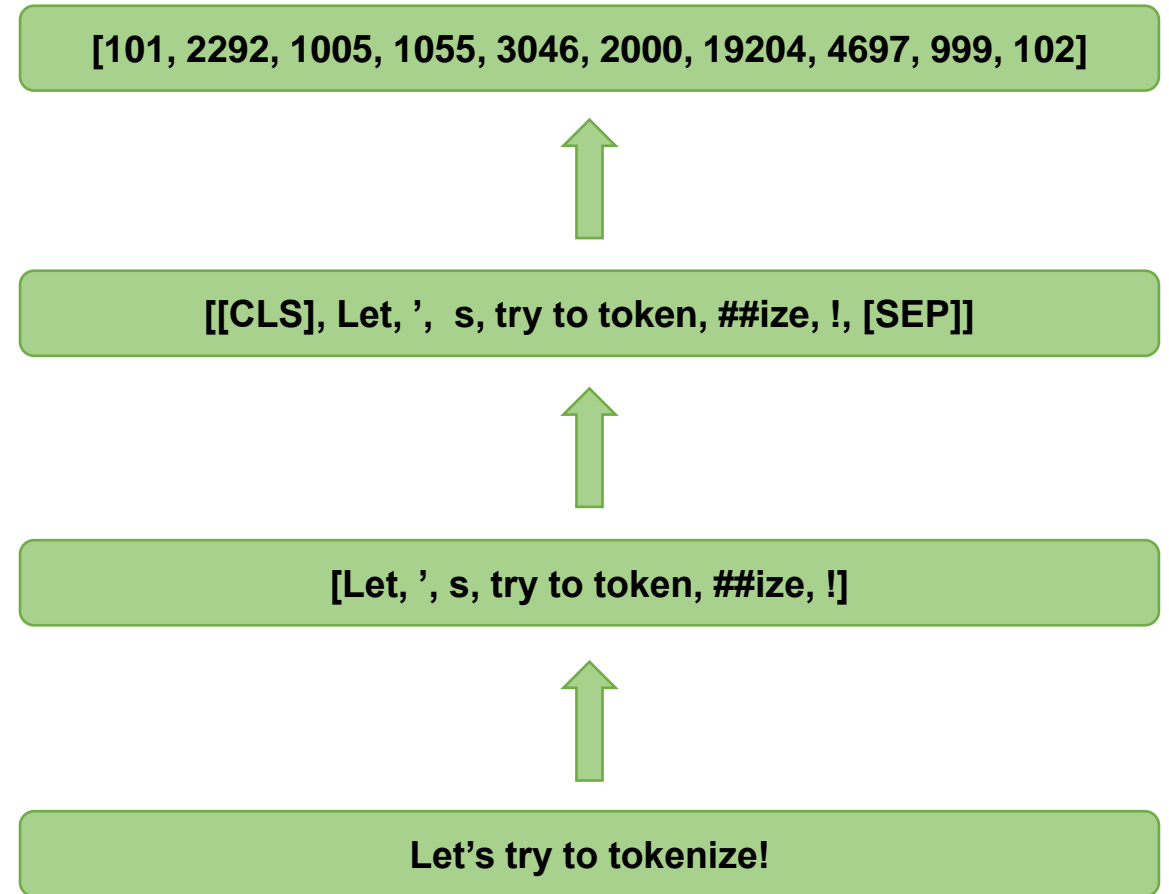 [101, 2292, 1005, 1055, 3046, 2000, 19204, 4697, 999, 102]
[[CLS], Let, ’,  s, try to token, ##ize, !, [SEP]]
[Let, ’, s, try to token, ##ize, !]
Let’s try to tokenize!